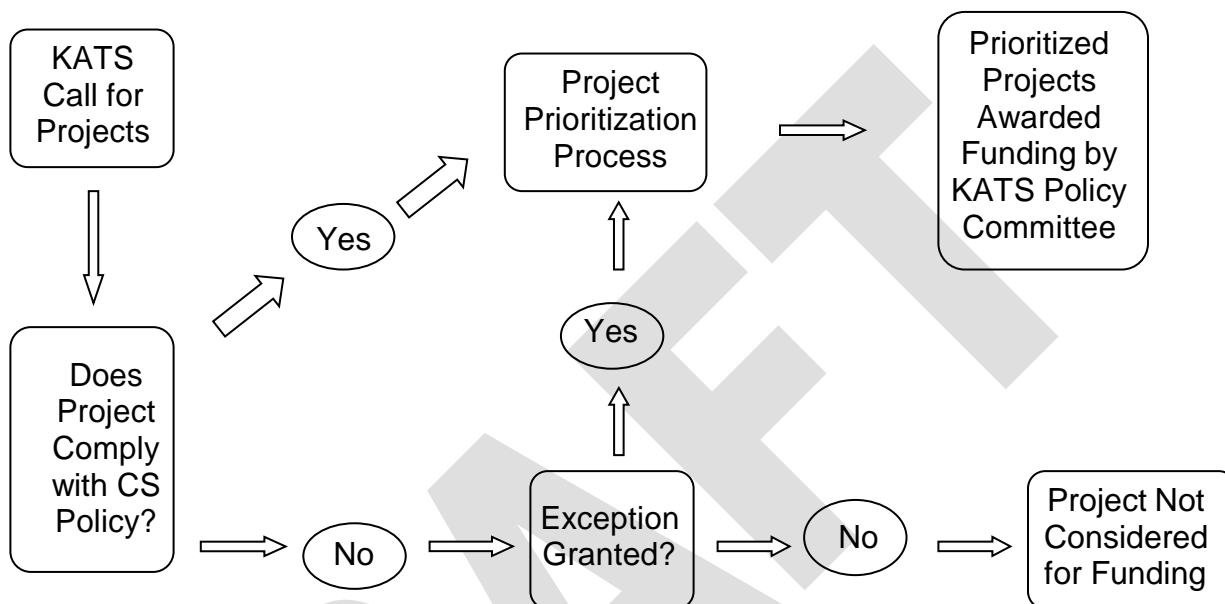 KATS
Call for
Projects
Project
Prioritization
Process
Prioritized
Projects
Awarded
Funding by
KATS Policy
Committee
Yes
Yes
Does
Project
Comply
with CS
Policy?
No
Exception
Granted?
No
Project Not
Considered
for Funding
DRAFT